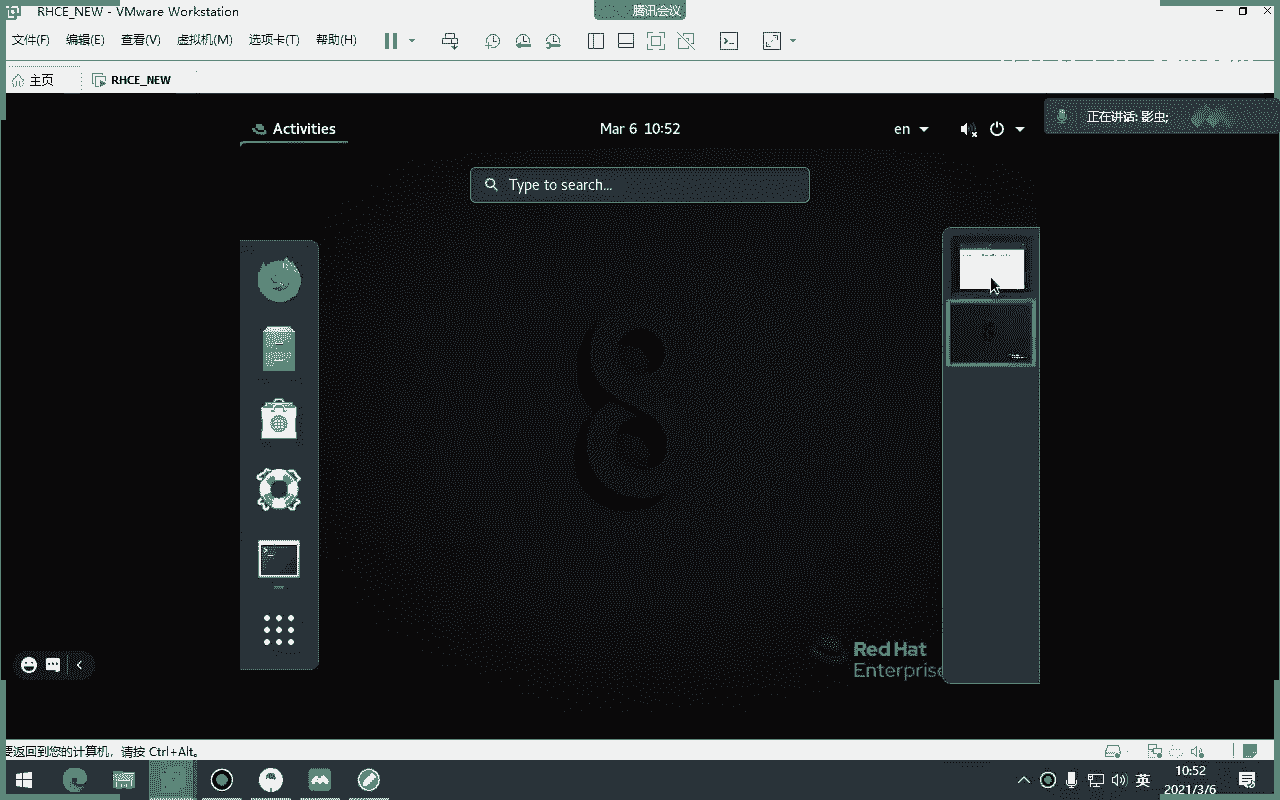 RHCE_NEW - VMware Workstation
腾讯会议
文件(F) 编辑(E) 查看(V) 虚拟机(M) 选项卡(T) 帮助(H)
主页 RHCE_NEW
正在讲话: 影虫;
Activities Mar 6 10:52 en
Type to search...
Red Hat
Enterprise
要返回到您的计算机，请按 Ctrl+Alt。
英 10:52
2021/3/6